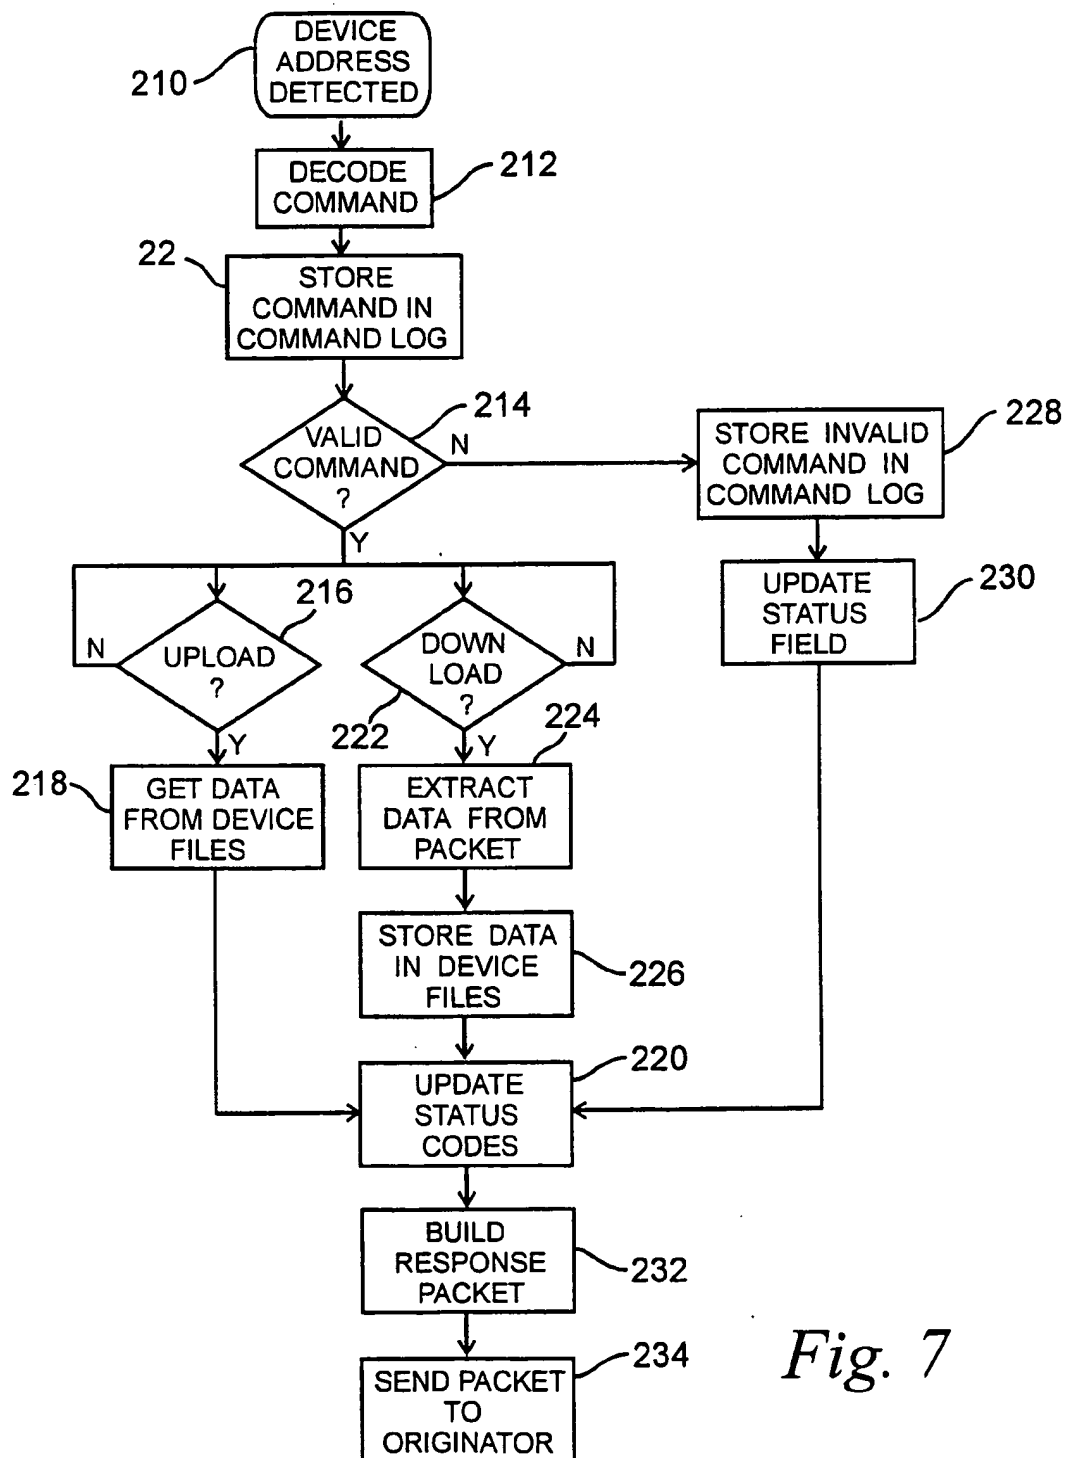 DEVICE
ADDRESS
DETECTED
210
DECODE
COMMAND
212
22
STORE
COMMAND IN
COMMAND LOG
VALID
COMMAND
?
214
N
Y
STORE INVALID
COMMAND IN
COMMAND LOG
228
UPDATE
STATUS
FIELD
230
UPLOAD
?
216
N
Y
DOWN
LOAD
?
222
N
Y
218
GET DATA
FROM DEVICE
FILES
224
EXTRACT
DATA FROM
PACKET
STORE DATA
IN DEVICE
FILES
226
UPDATE
STATUS
CODES
220
BUILD
RESPONSE
PACKET
232
SEND PACKET
TO
ORIGINATOR
234
Fig. 7